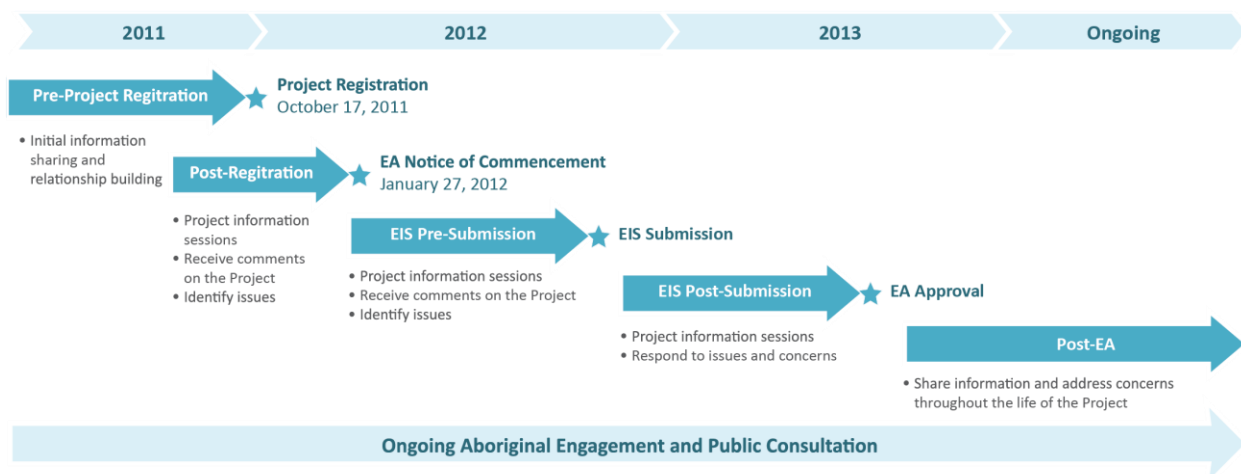 2011
2012
2013
Ongoing
Pre-Project Regitration
Project Registration
October 17, 2011
• Initial information
sharing and
relationship building
Post-Regitration
EA Notice of Commencement
January 27, 2012
• Project information
sessions
• Receive comments
on the Project
• Identify issues
EIS Pre-Submission
EIS Submission
• Project information sessions
• Receive comments on the Project
• Identify issues
EIS Post-Submission
EA Approval
• Project information sessions
• Respond to issues and concerns
Post-EA
• Share information and address concerns
throughout the life of the Project
Ongoing Aboriginal Engagement and Public Consultation